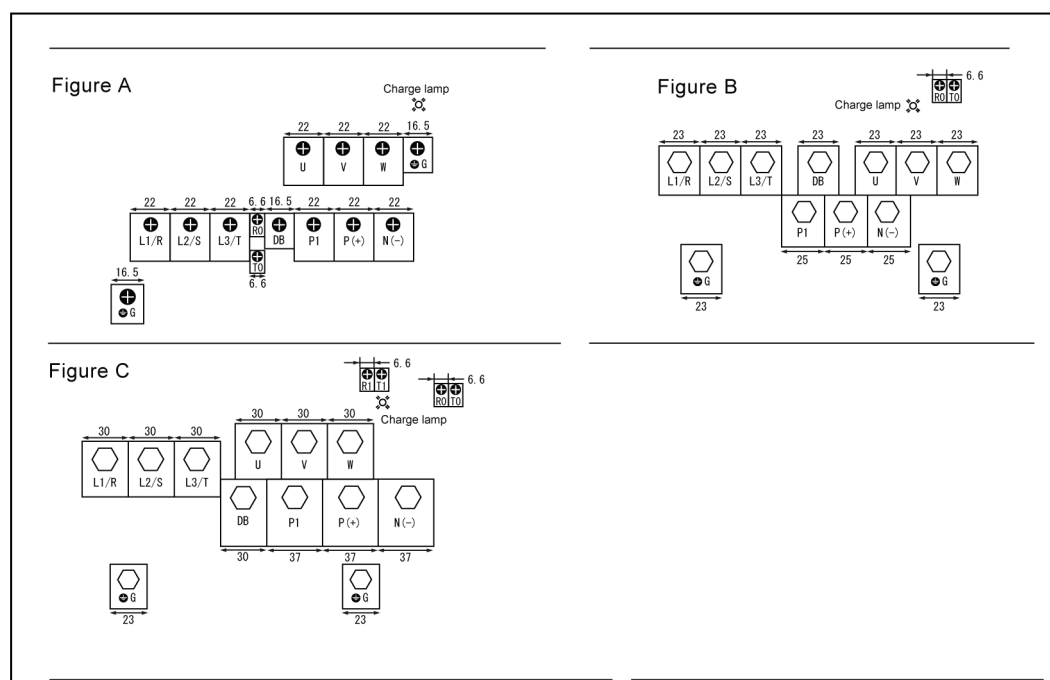 Figure A
Charge lamp
22 22 22 16. 5
U V W G
22 22 22 6. 6 16. 5 22 22 22
L1/R L2/S L3/T R0 DB P1 P(+) N(-)
T0
6. 6
16. 5
G
Figure B
6. 6
R0 T0
Charge lamp
23 23 23 23 23 23 23
L1/R L2/S L3/T DB U V W
P1 P(+) N(-)
25 25 25
G G
23 23
Figure C
6. 6
R1 T1
6. 6
R0 T0
Charge lamp
30 30 30
U V W
30 30 30
L1/R L2/S L3/T
DB P1 P(+) N(-)
30 37 37 37
G G
23 23